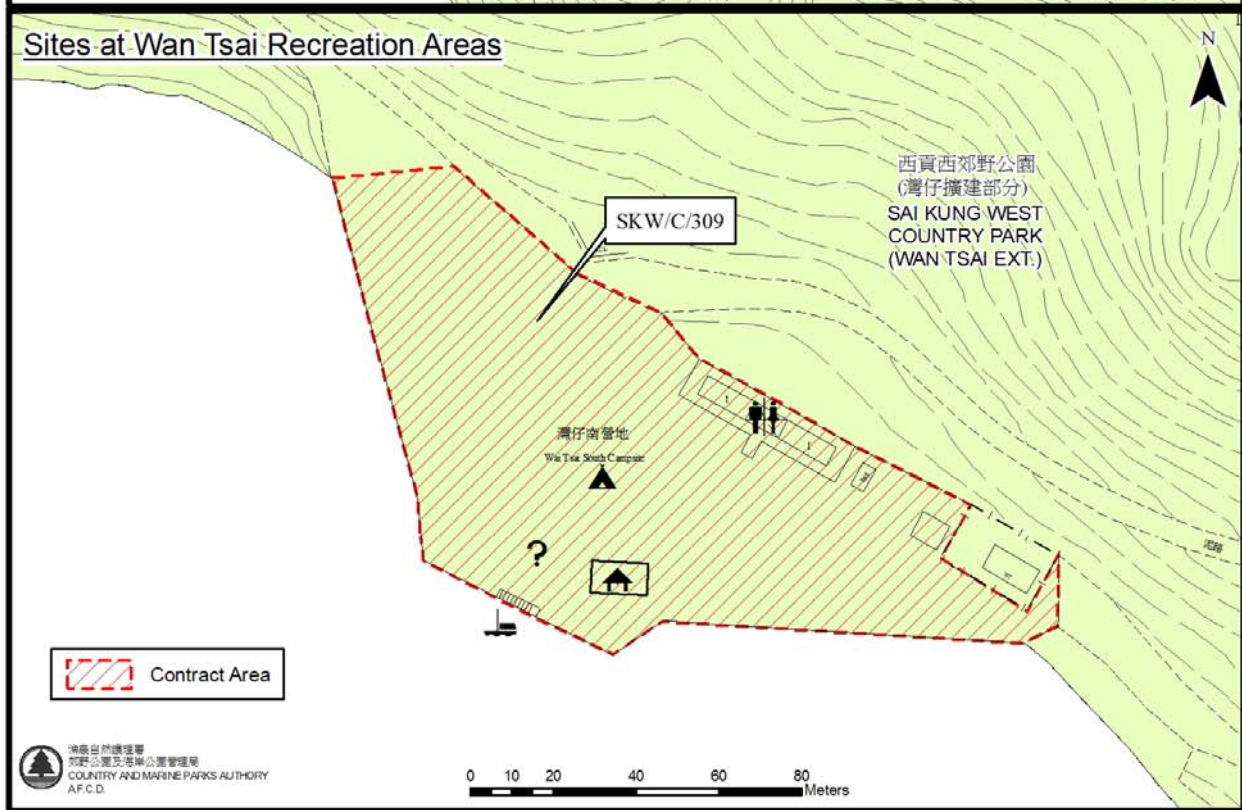 Sites at Wan Tsai Recreation Areas
N
西貢西郊野公園
(灣仔擴建部分)
SAI KUNG WEST
COUNTRY PARK
(WAN TSAI EXT.)
SKW/C/309
灣仔南營地
Wan Tsai South Campsite
?
泥路
Contract Area
漁農自然護理署
郊野公園及海岸公園管理局
COUNTRY AND MARINE PARKS AUTHORY
A.F.C.D.
0 10 20 40 60 80
Meters